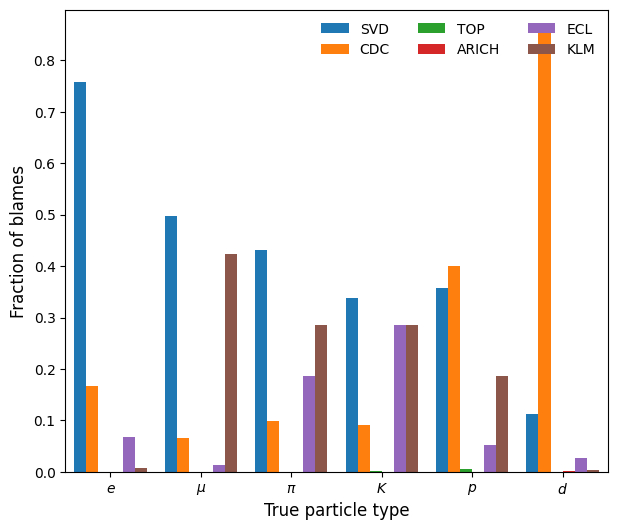 SVD TOP ECL
CDC ARICH KLM
Fraction of blames
0.8
0.7
0.6
0.5
0.4
0.3
0.2
0.1
0.0
e μ π K p d
True particle type